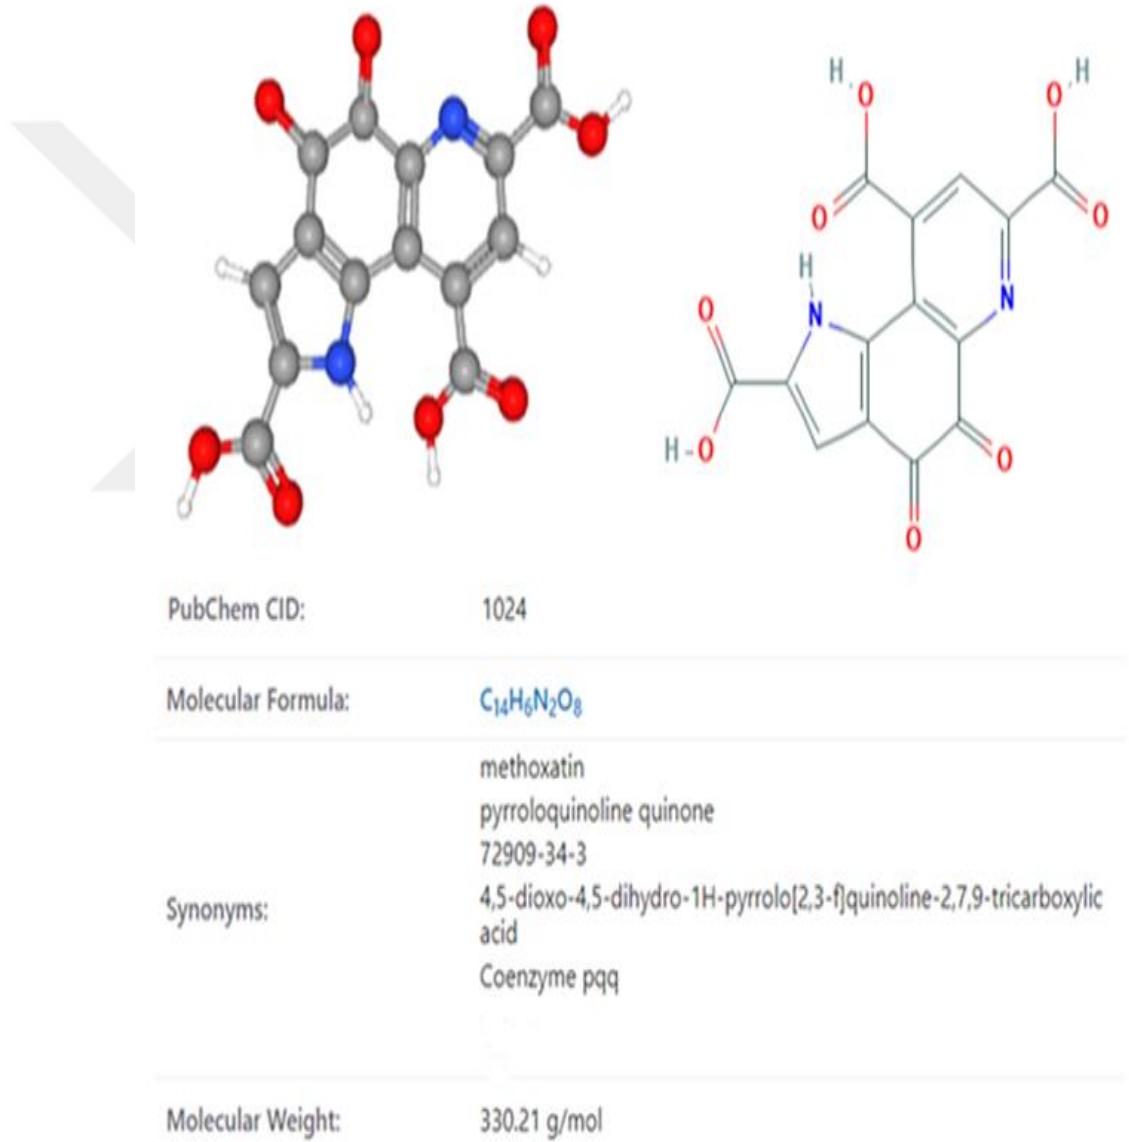 H
O
H
O
O
O
H
N
N
O
H-O
O
O
PubChem CID: 1024
Molecular Formula: C14H6N2O8
methoxatin
pyrroloquinoline quinone
72909-34-3
Synonyms: 4,5-dioxo-4,5-dihydro-1H-pyrrolo[2,3-f]quinoline-2,7,9-tricarboxylic
acid
Coenzyme pqq
Molecular Weight: 330.21 g/mol